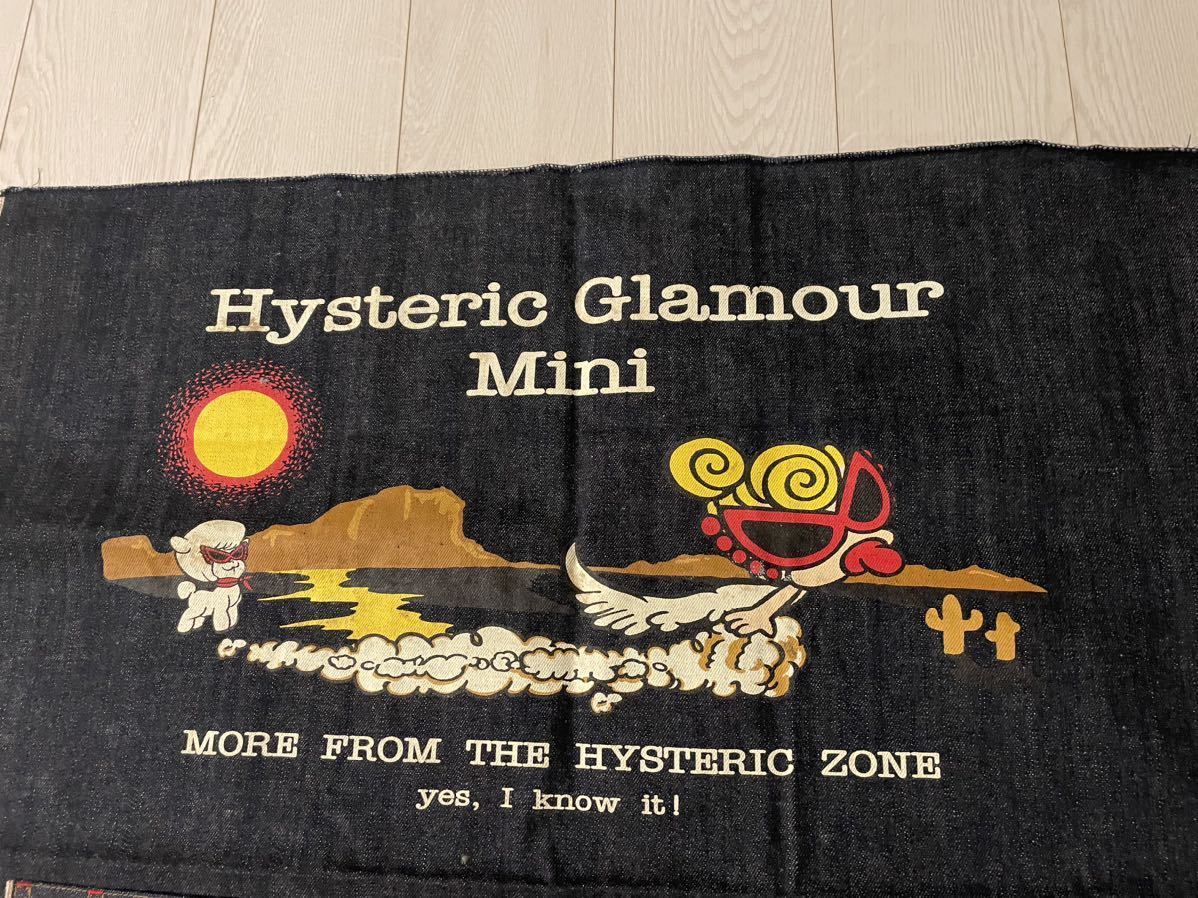 Hysteric Glamour
Mini
MORE FROM THE HYSTERIC ZONE
yes, I know it!